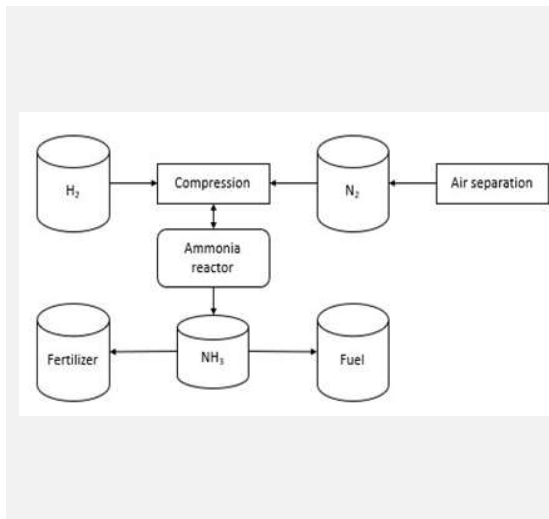 H₂
Compression
N₂
Air separation
Ammonia
reactor
Fertilizer
NH₃
Fuel